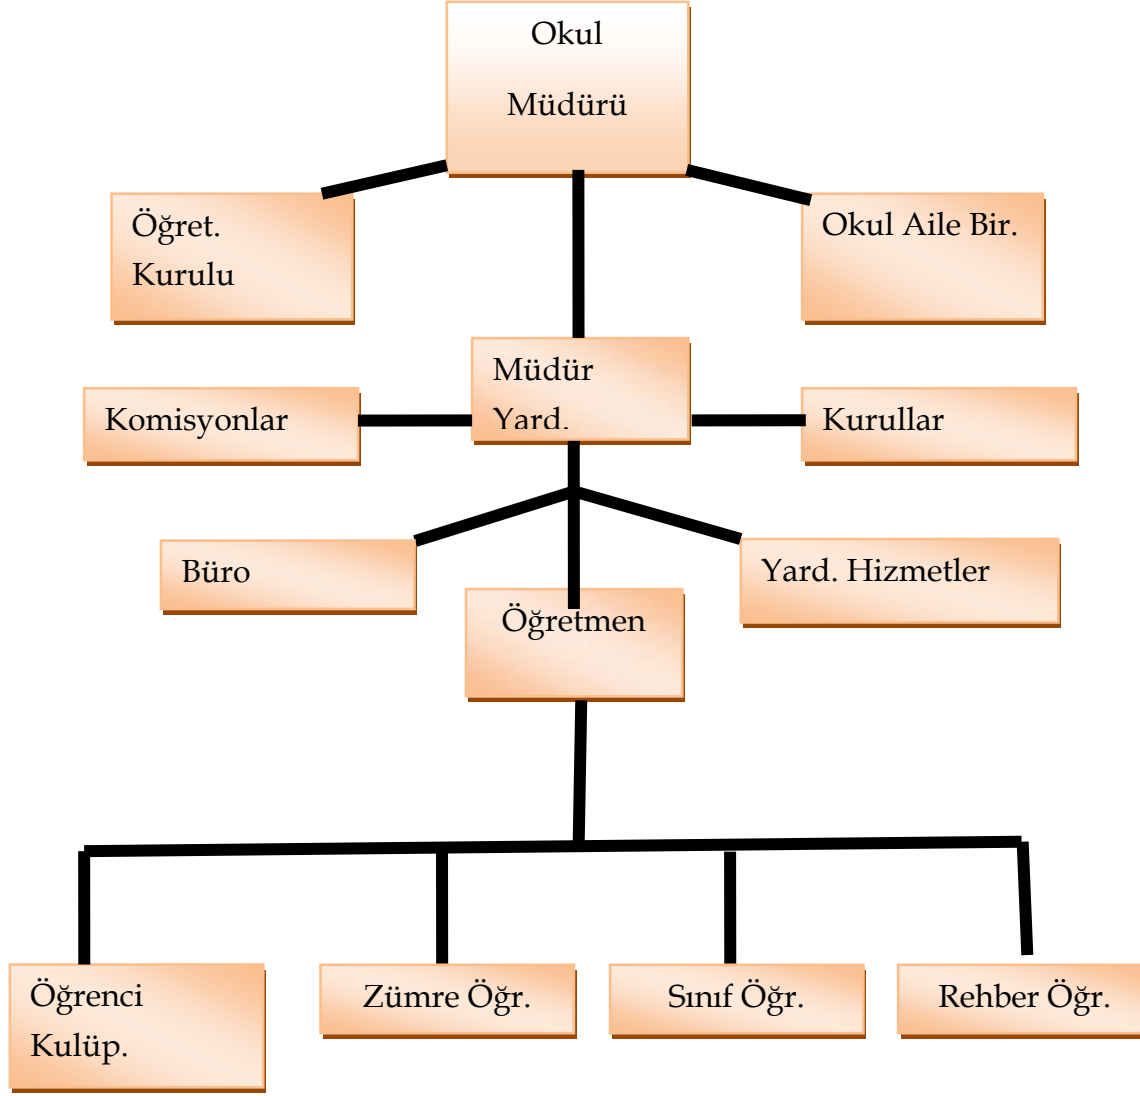 Okul
Müdürü
Öğret.
Kurulu
Okul Aile Bir.
Müdür
Yard.
Komisyonlar
Kurullar
Büro
Yard. Hizmetler
Öğretmen
Öğrenci
Kulüp.
Zümre Öğr.
Sınıf Öğr.
Rehber Öğr.